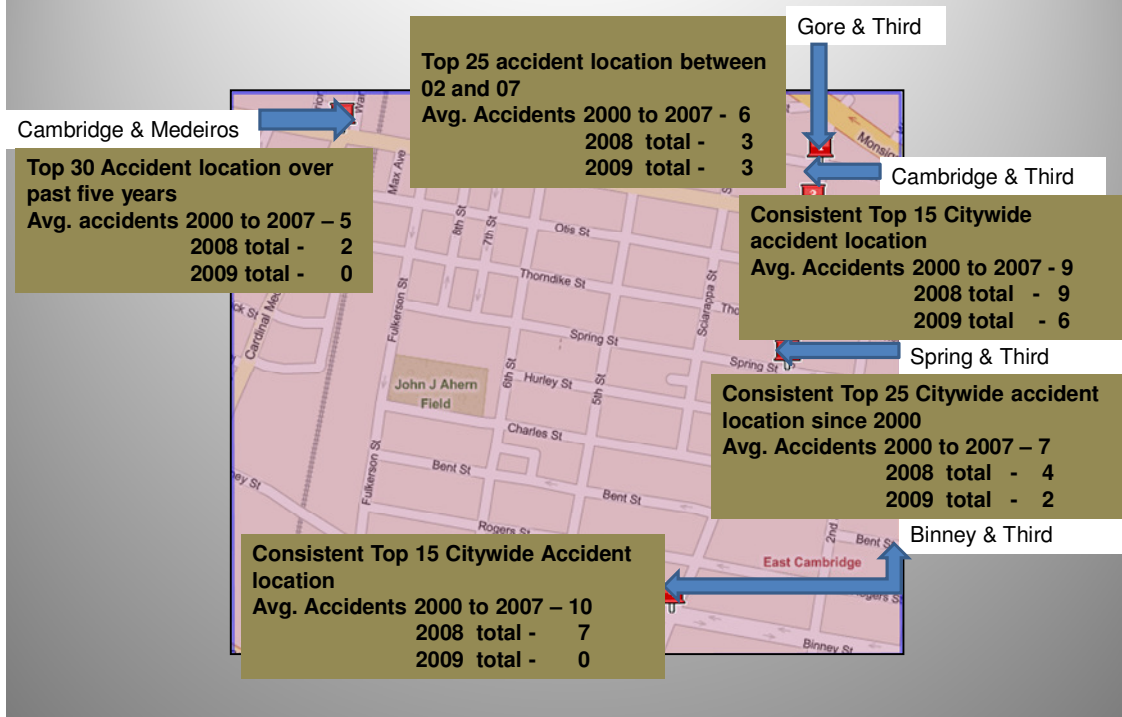 Gore & Third
Top 25 accident location between
02 and 07
Avg. Accidents 2000 to 2007 - 6
2008 total - 3
2009 total - 3
Cambridge & Medeiros
Top 30 Accident location over
past five years
Avg. accidents 2000 to 2007 – 5
2008 total - 2
2009 total - 0
Cambridge & Third
Consistent Top 15 Citywide
accident location
Avg. Accidents 2000 to 2007 - 9
2008 total - 9
2009 total - 6
Spring & Third
Consistent Top 25 Citywide accident
location since 2000
Avg. Accidents 2000 to 2007 – 7
2008 total - 4
2009 total - 2
Binney & Third
Consistent Top 15 Citywide Accident
location
Avg. Accidents 2000 to 2007 – 10
2008 total - 7
2009 total - 0
Max Ave
8th St
7th St
Otis St
Thorndike St
Sciarappa St
Fulkerson St
Spring St
Spring St
John J Ahern
Field
6th St
Hurley St
5th St
Charles St
Fulkerson St
Bent St
Bent St
Rogers St
2nd
Bent St
East Cambridge
Rogers St
Binney St